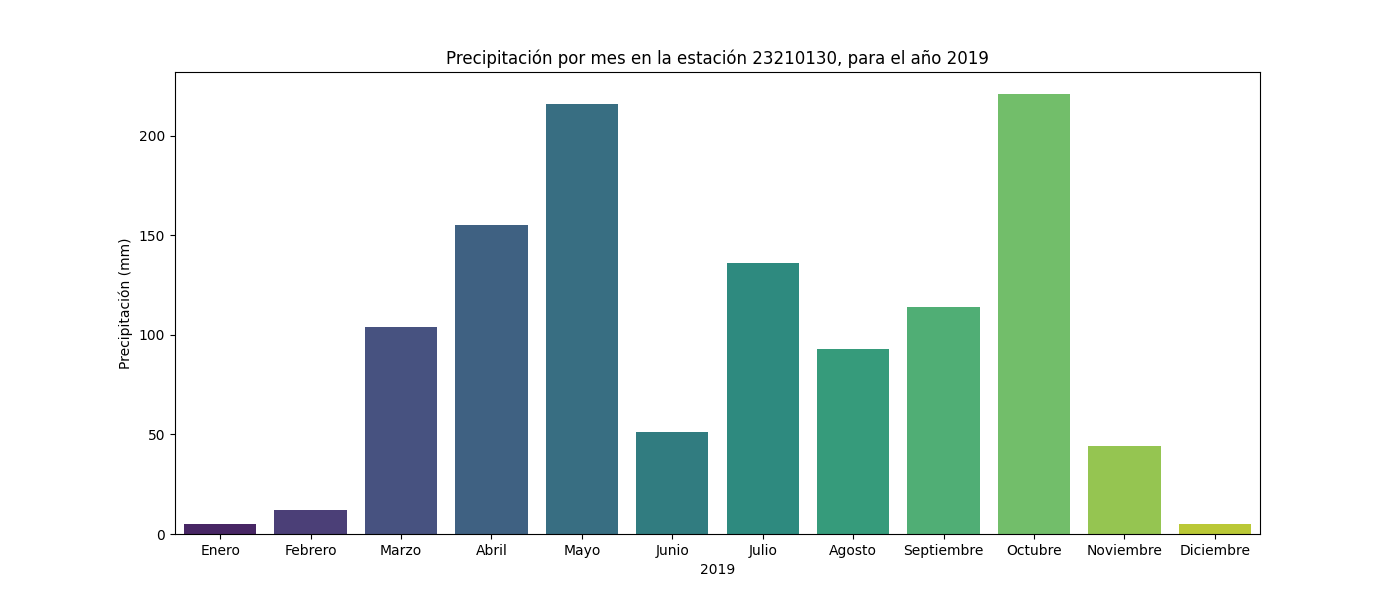 Precipitación por mes en la estación 23210130, para el año 2019
Precipitación (mm)
200
150
100
50
0
Enero Febrero Marzo Abril Mayo Junio Julio Agosto Septiembre Octubre Noviembre Diciembre
2019